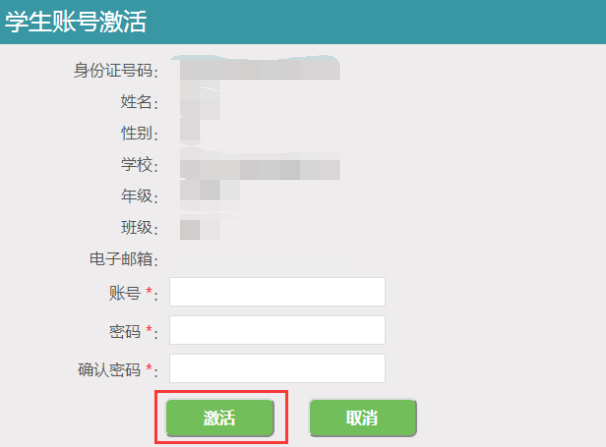 学生账号激活
身份证号码：
姓名：
性别：
学校：
年级：
班级：
电子邮箱：
账号 *：
密码 *：
确认密码 *：
激活 取消